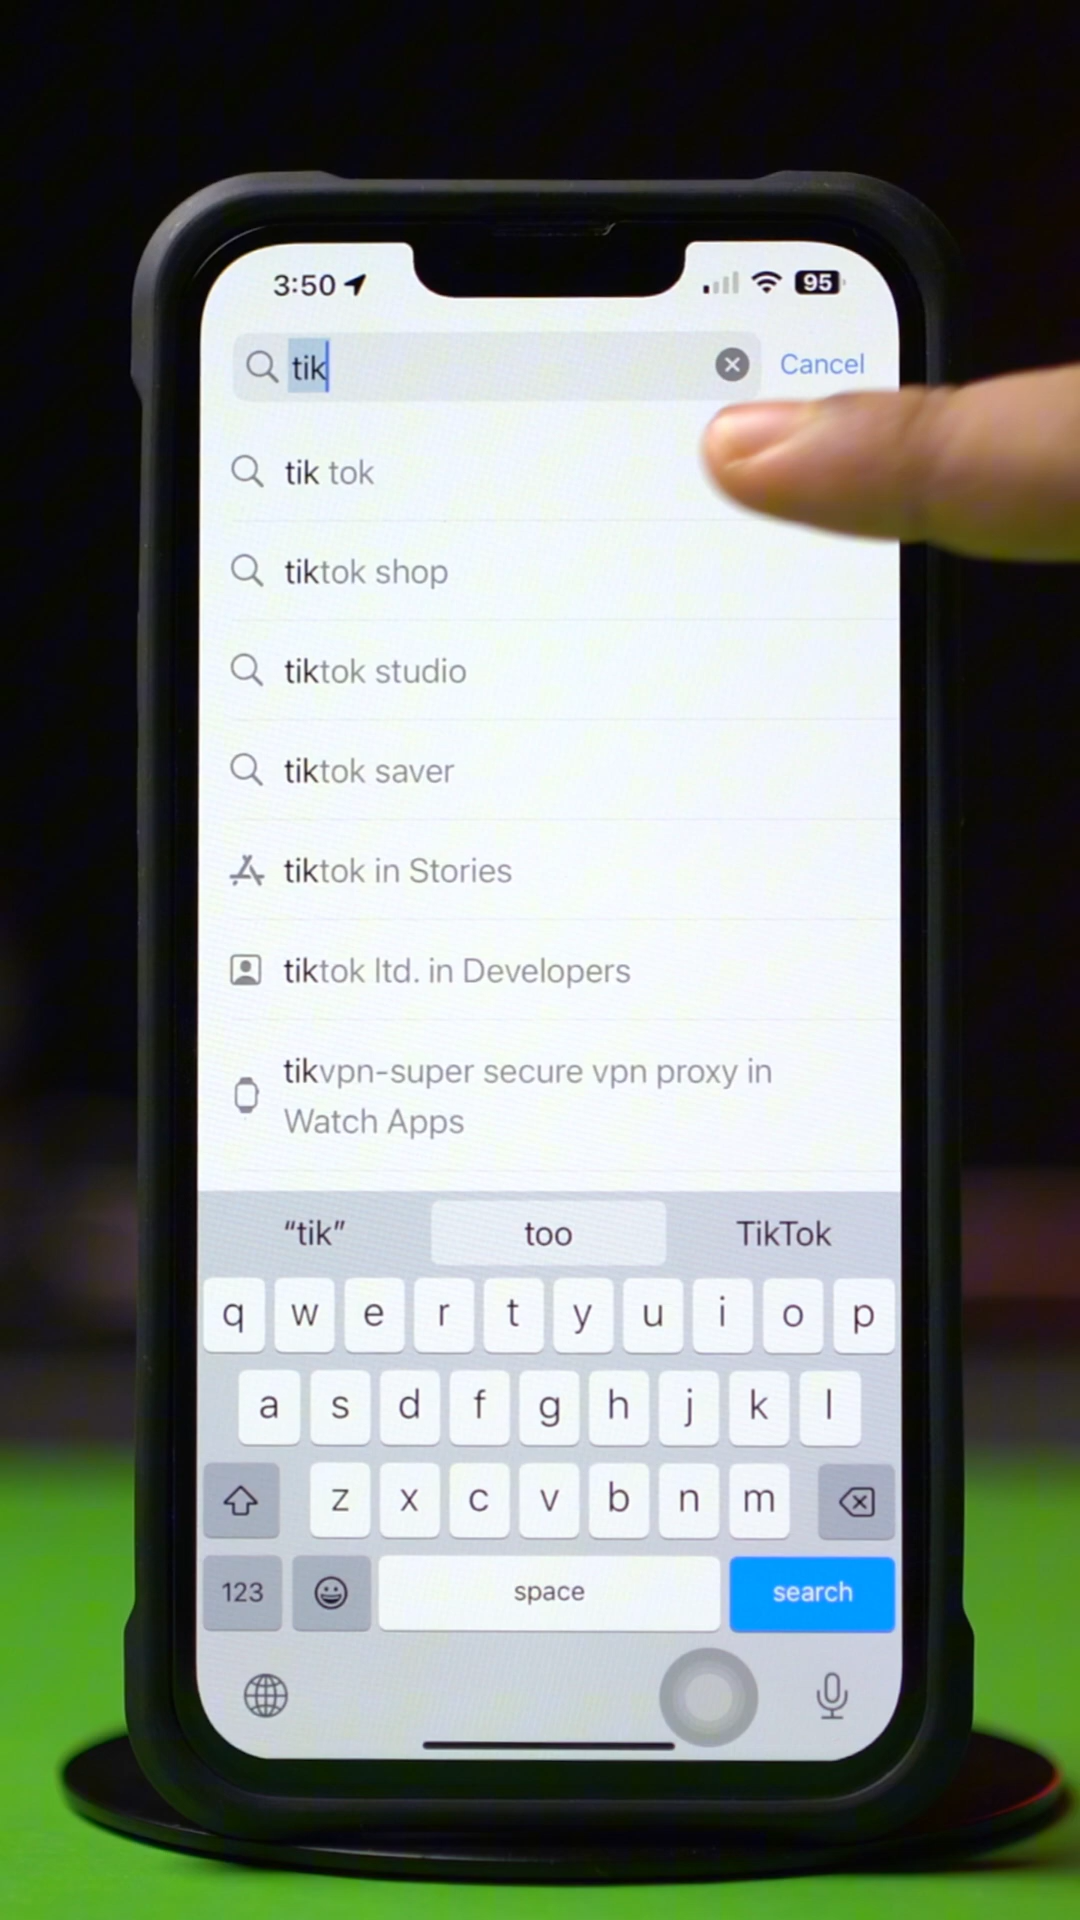 3:50
95
tik
Cancel
tik tok
tiktok shop
tiktok studio
tiktok saver
tiktok in Stories
tiktok ltd. in Developers
tikvpn-super secure vpn proxy in
Watch Apps
“tik” too TikTok
q w e r t y u i o p
a s d f g h j k l
z x c v b n m
123 space search